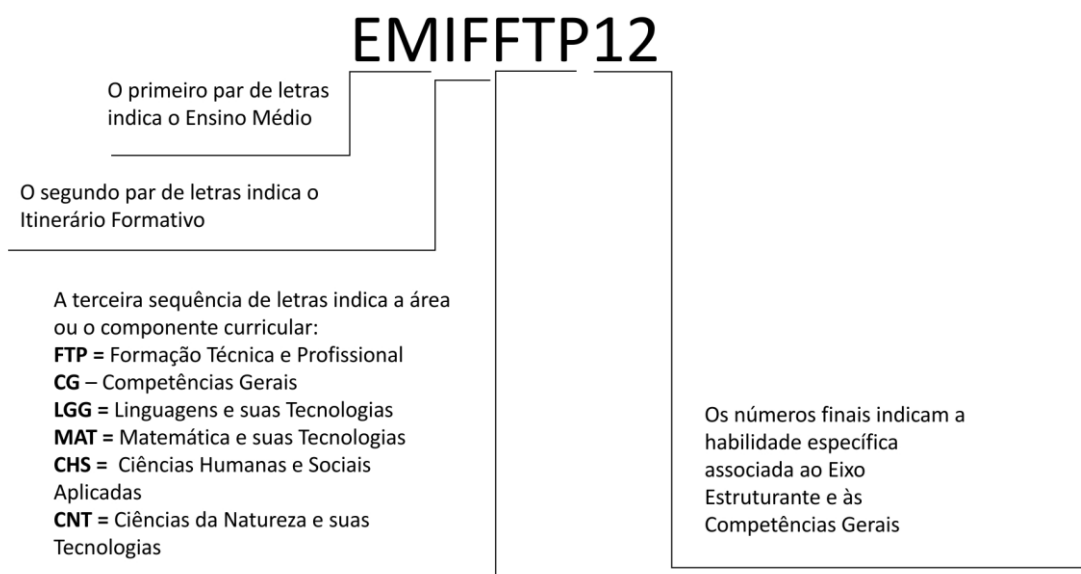 EMIFFTP12
O primeiro par de letras
indica o Ensino Médio
O segundo par de letras indica o
Itinerário Formativo
A terceira sequência de letras indica a área
ou o componente curricular:
FTP = Formação Técnica e Profissional
CG – Competências Gerais
LGG = Linguagens e suas Tecnologias
MAT = Matemática e suas Tecnologias
CHS = Ciências Humanas e Sociais
Aplicadas
CNT = Ciências da Natureza e suas
Tecnologias
Os números finais indicam a
habilidade específica
associada ao Eixo
Estruturante e às
Competências Gerais